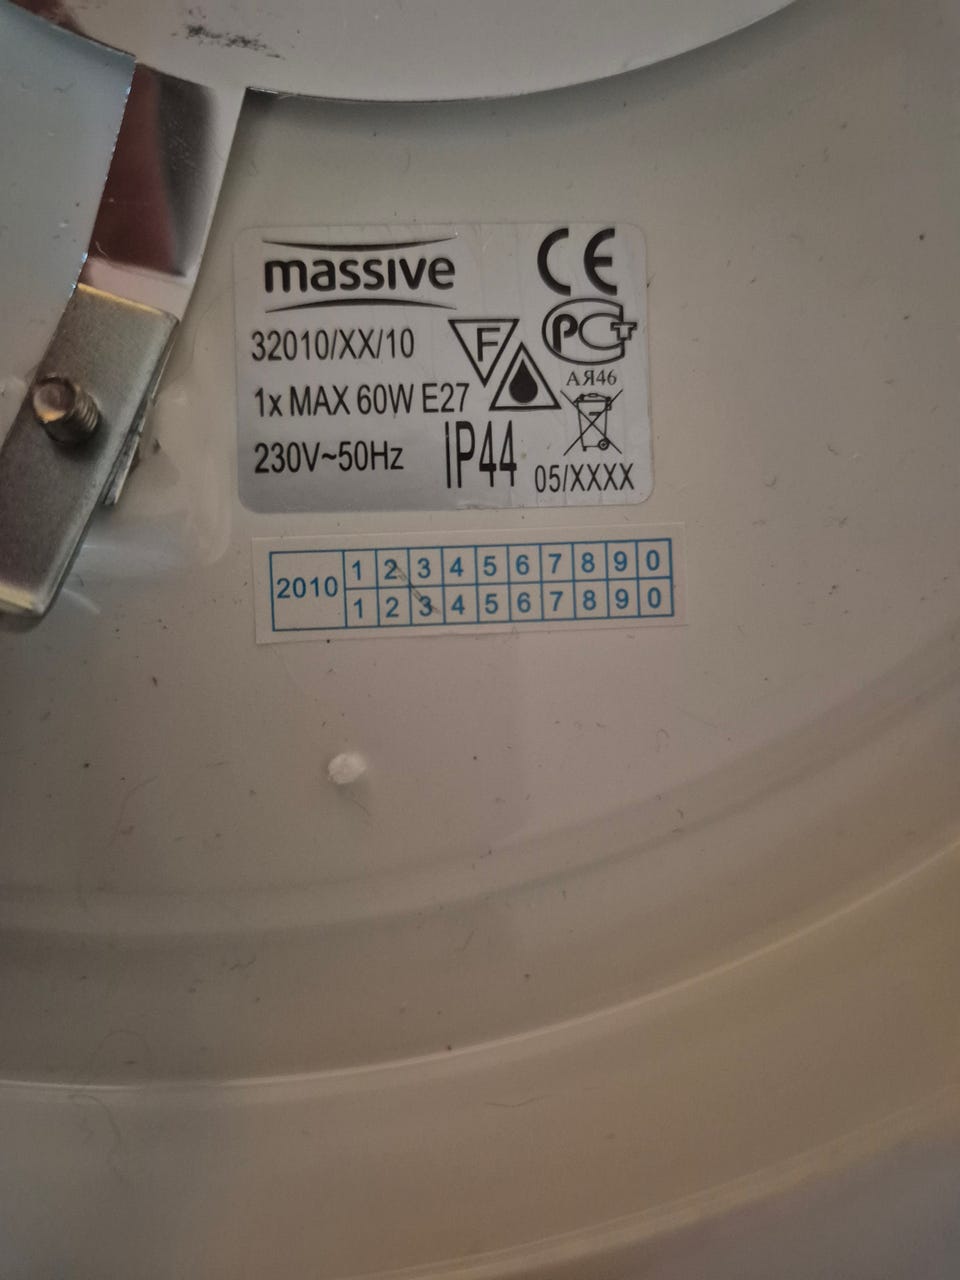 massive
CE
32010/XX/10
F
PCT
АЯ46
1x MAX 60W E27
230V~50Hz
IP44
05/XXXX
2010 1 2 3 4 5 6 7 8 9 0
1 2 3 4 5 6 7 8 9 0